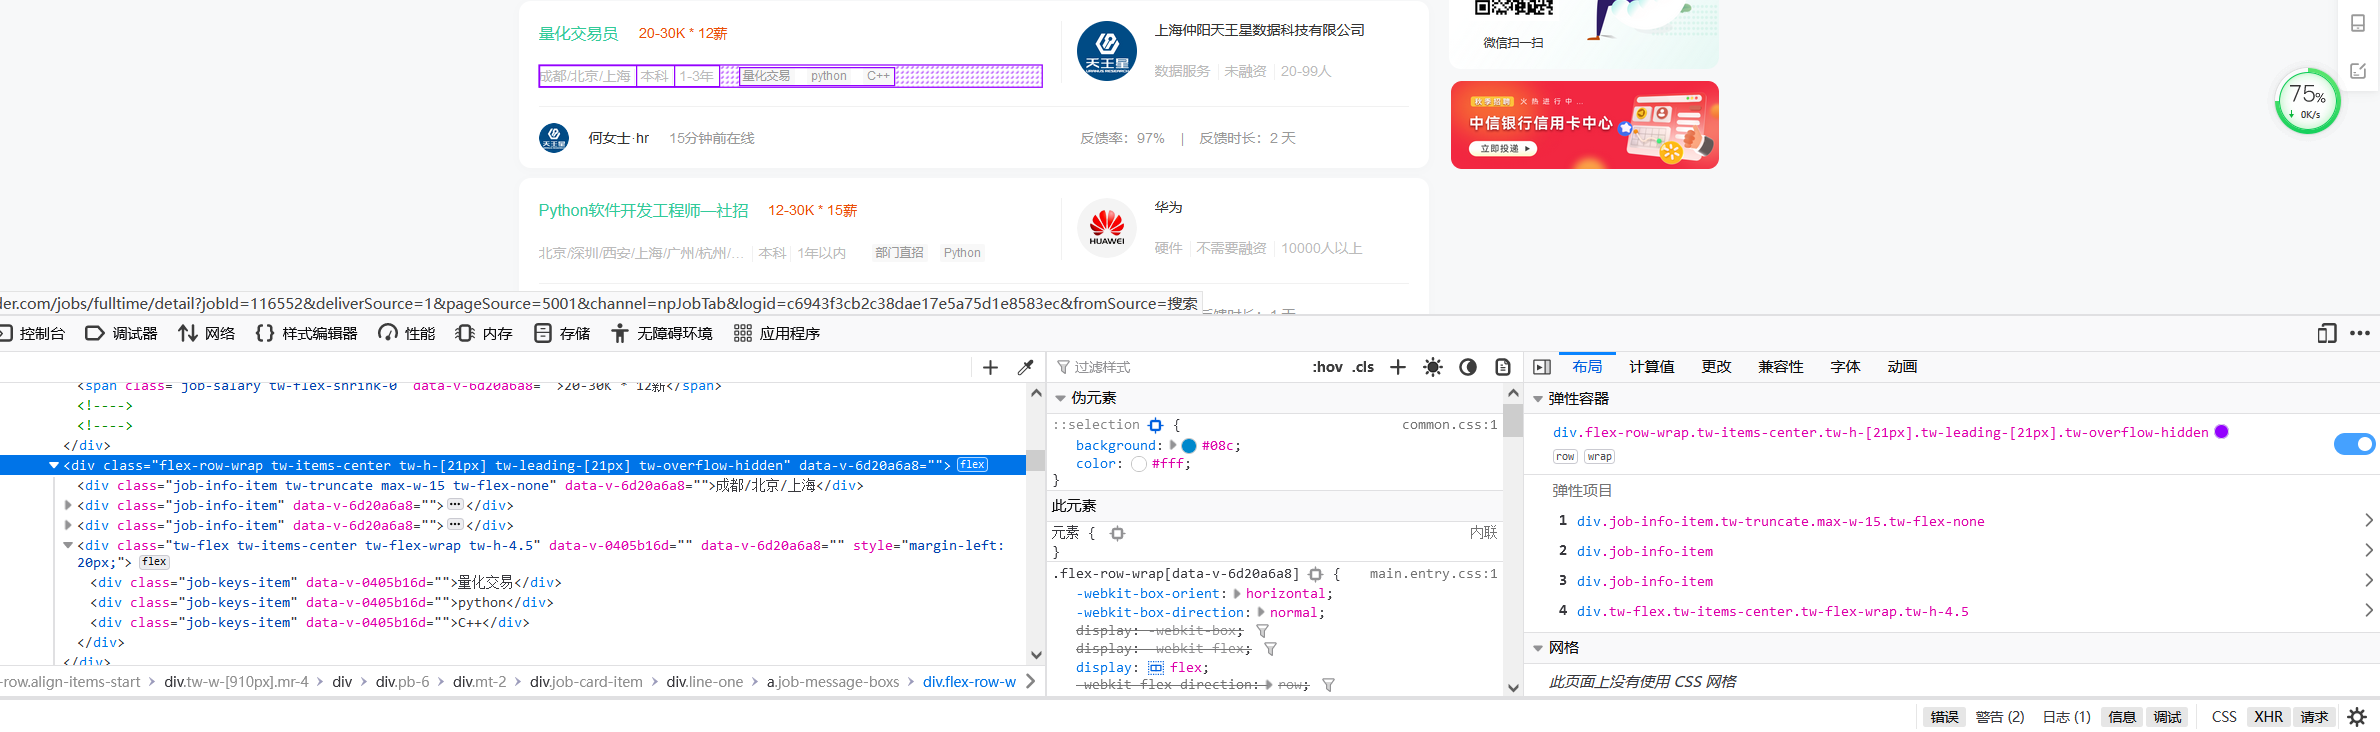 量化交易员 20-30K * 12薪
上海仲阳天王星数据科技有限公司
天王星
URANUS RESEARCH
成都/北京/上海 本科 1-3年 量化交易 python C++
数据服务 未融资 20-99人
何女士·hr 15分钟前在线
天王星
反馈率：97% | 反馈时长：2 天
微信扫一扫
秋季招聘 火热进行中...
中信银行信用卡中心
立即投递
75%
0K/s
Python软件开发工程师—社招 12-30K * 15薪
华为
HUAWEI
北京/深圳/西安/上海/广州/杭州/... 本科 1年以内 部门直招 Python
硬件 不需要融资 10000人以上
der.com/jobs/fulltime/detail?jobId=116552&deliverSource=1&pageSource=5001&channel=npJobTab&logid=c6943f3cb2c38dae17e5a75d1e8583ec&fromSource=搜索
反馈时长：1 天
控制台 调试器 网络 样式编辑器 性能 内存 存储 无障碍环境 应用程序
<span class="job-salary tw-flex-shrink-0" data-v-6d20a6a8="">20-30K * 12薪</span>
<!---->
<!---->
</div>
<div class="flex-row-wrap tw-items-center tw-h-[21px] tw-leading-[21px] tw-overflow-hidden" data-v-6d20a6a8=""> flex
<div class="job-info-item tw-truncate max-w-15 tw-flex-none" data-v-6d20a6a8="">成都/北京/上海</div>
<div class="job-info-item" data-v-6d20a6a8="">…</div>
<div class="job-info-item" data-v-6d20a6a8="">…</div>
<div class="tw-flex tw-items-center tw-flex-wrap tw-h-4.5" data-v-0405b16d="" data-v-6d20a6a8="" style="margin-left:
20px;"> flex
<div class="job-keys-item" data-v-0405b16d="">量化交易</div>
<div class="job-keys-item" data-v-0405b16d="">python</div>
<div class="job-keys-item" data-v-0405b16d="">C++</div>
</div>
</div>
-row.align-items-start > div.tw-w-[910px].mr-4 > div > div.pb-6 > div.mt-2 > div.job-card-item > div.line-one > a.job-message-boxs > div.flex-row-w
过滤样式 :hov .cls
伪元素
::selection { common.css:1
background: #08c;
color: #fff;
}
此元素
元素 { 内联
}
.flex-row-wrap[data-v-6d20a6a8] { main.entry.css:1
-webkit-box-orient: horizontal;
-webkit-box-direction: normal;
display: -webkit-box;
display: -webkit-flex;
display: flex;
-webkit-flex-direction: row;
布局 计算值 更改 兼容性 字体 动画
弹性容器
div.flex-row-wrap.tw-items-center.tw-h-[21px].tw-leading-[21px].tw-overflow-hidden
row wrap
弹性项目
1 div.job-info-item.tw-truncate.max-w-15.tw-flex-none
2 div.job-info-item
3 div.job-info-item
4 div.tw-flex.tw-items-center.tw-flex-wrap.tw-h-4.5
网格
此页面上没有使用 CSS 网格
错误 警告 (2) 日志 (1) 信息 调试 CSS XHR 请求